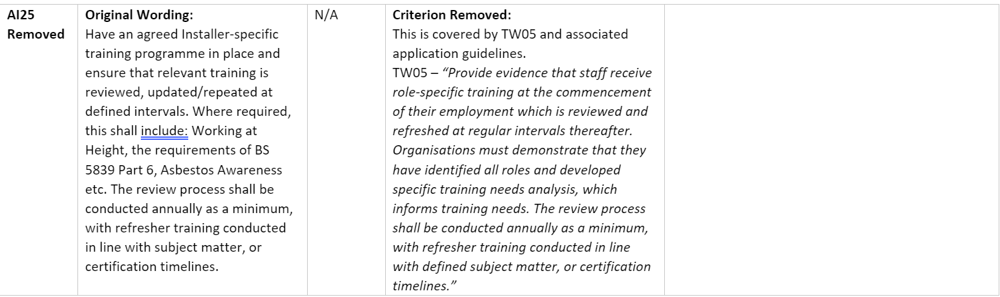 AI25
Removed
Original Wording:
Have an agreed Installer-specific
training programme in place and
ensure that relevant training is
reviewed, updated/repeated at
defined intervals. Where required,
this shall include: Working at
Height, the requirements of BS
5839 Part 6, Asbestos Awareness
etc. The review process shall be
conducted annually as a minimum,
with refresher training conducted
in line with subject matter, or
certification timelines.
N/A
Criterion Removed:
This is covered by TW05 and associated
application guidelines.
TW05 – “Provide evidence that staff receive
role-specific training at the commencement
of their employment which is reviewed and
refreshed at regular intervals thereafter.
Organisations must demonstrate that they
have identified all roles and developed
specific training needs analysis, which
informs training needs. The review process
shall be conducted annually as a minimum,
with refresher training conducted in line
with defined subject matter, or certification
timelines.”